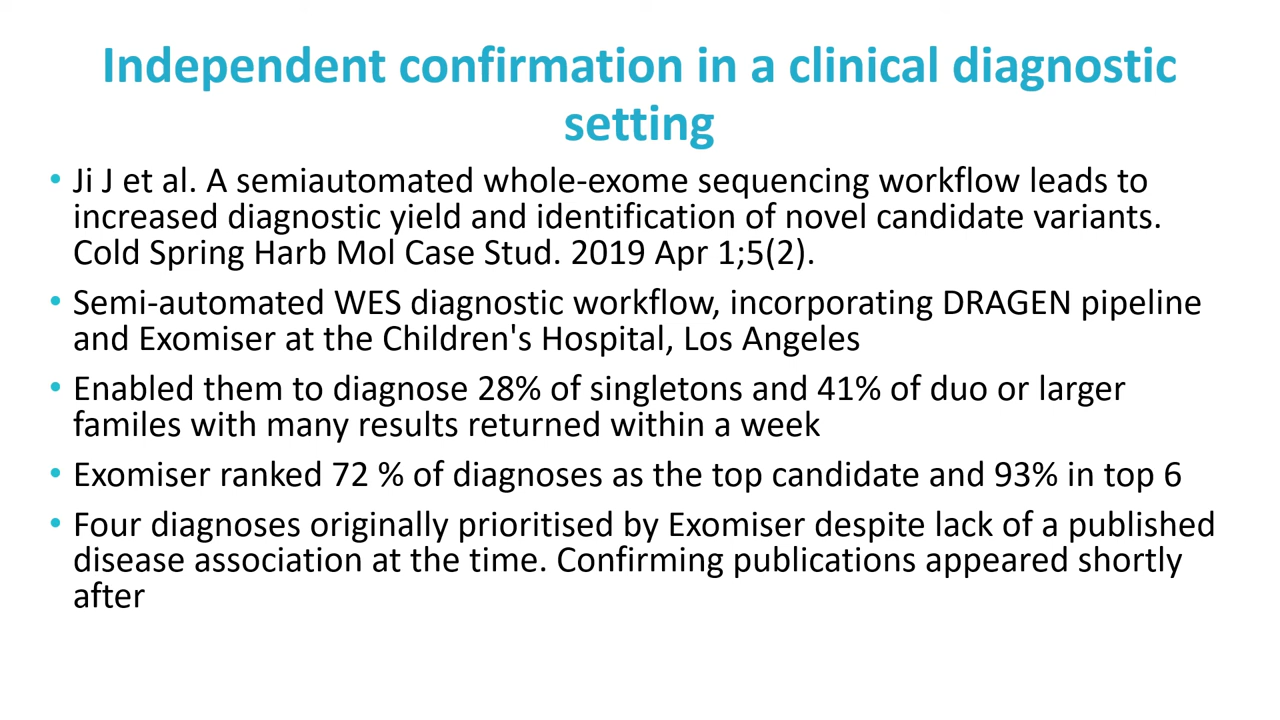 Independent confirmation in a clinical diagnostic
setting
• Ji J et al. A semiautomated whole-exome sequencing workflow leads to
increased diagnostic yield and identification of novel candidate variants.
Cold Spring Harb Mol Case Stud. 2019 Apr 1;5(2).
• Semi-automated WES diagnostic workflow, incorporating DRAGEN pipeline
and Exomiser at the Children's Hospital, Los Angeles
• Enabled them to diagnose 28% of singletons and 41% of duo or larger
familes with many results returned within a week
• Exomiser ranked 72 % of diagnoses as the top candidate and 93% in top 6
• Four diagnoses originally prioritised by Exomiser despite lack of a published
disease association at the time. Confirming publications appeared shortly
after